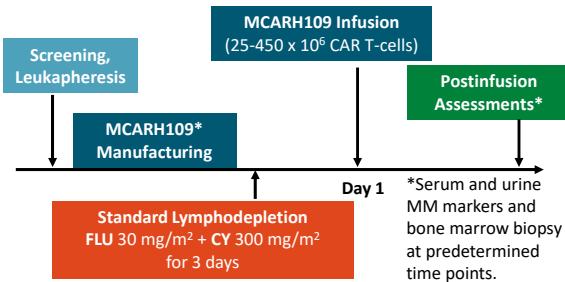 MCARH109 Infusion
(25-450 x 10⁶ CAR T-cells)
Screening,
Leukapheresis
Postinfusion
Assessments*
MCARH109*
Manufacturing
Day 1
*Serum and urine
MM markers and
bone marrow biopsy
at predetermined
time points.
Standard Lymphodepletion
FLU 30 mg/m² + CY 300 mg/m²
for 3 days